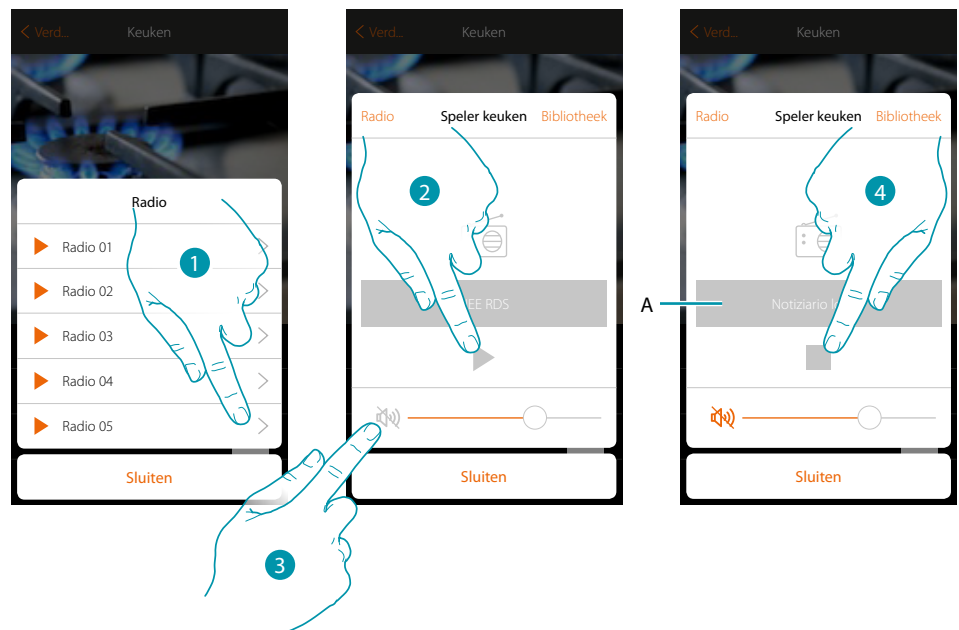 Verd...
Keuken
Radio
Radio 01
Radio 02
Radio 03
Radio 04
Radio 05
Sluiten
1
Verd...
Keuken
Radio
Speler keuken
Bibliotheek
2
RDS
Sluiten
3
Verd...
Keuken
Radio
Speler keuken
Bibliotheek
4
A
Notiziario
Sluiten